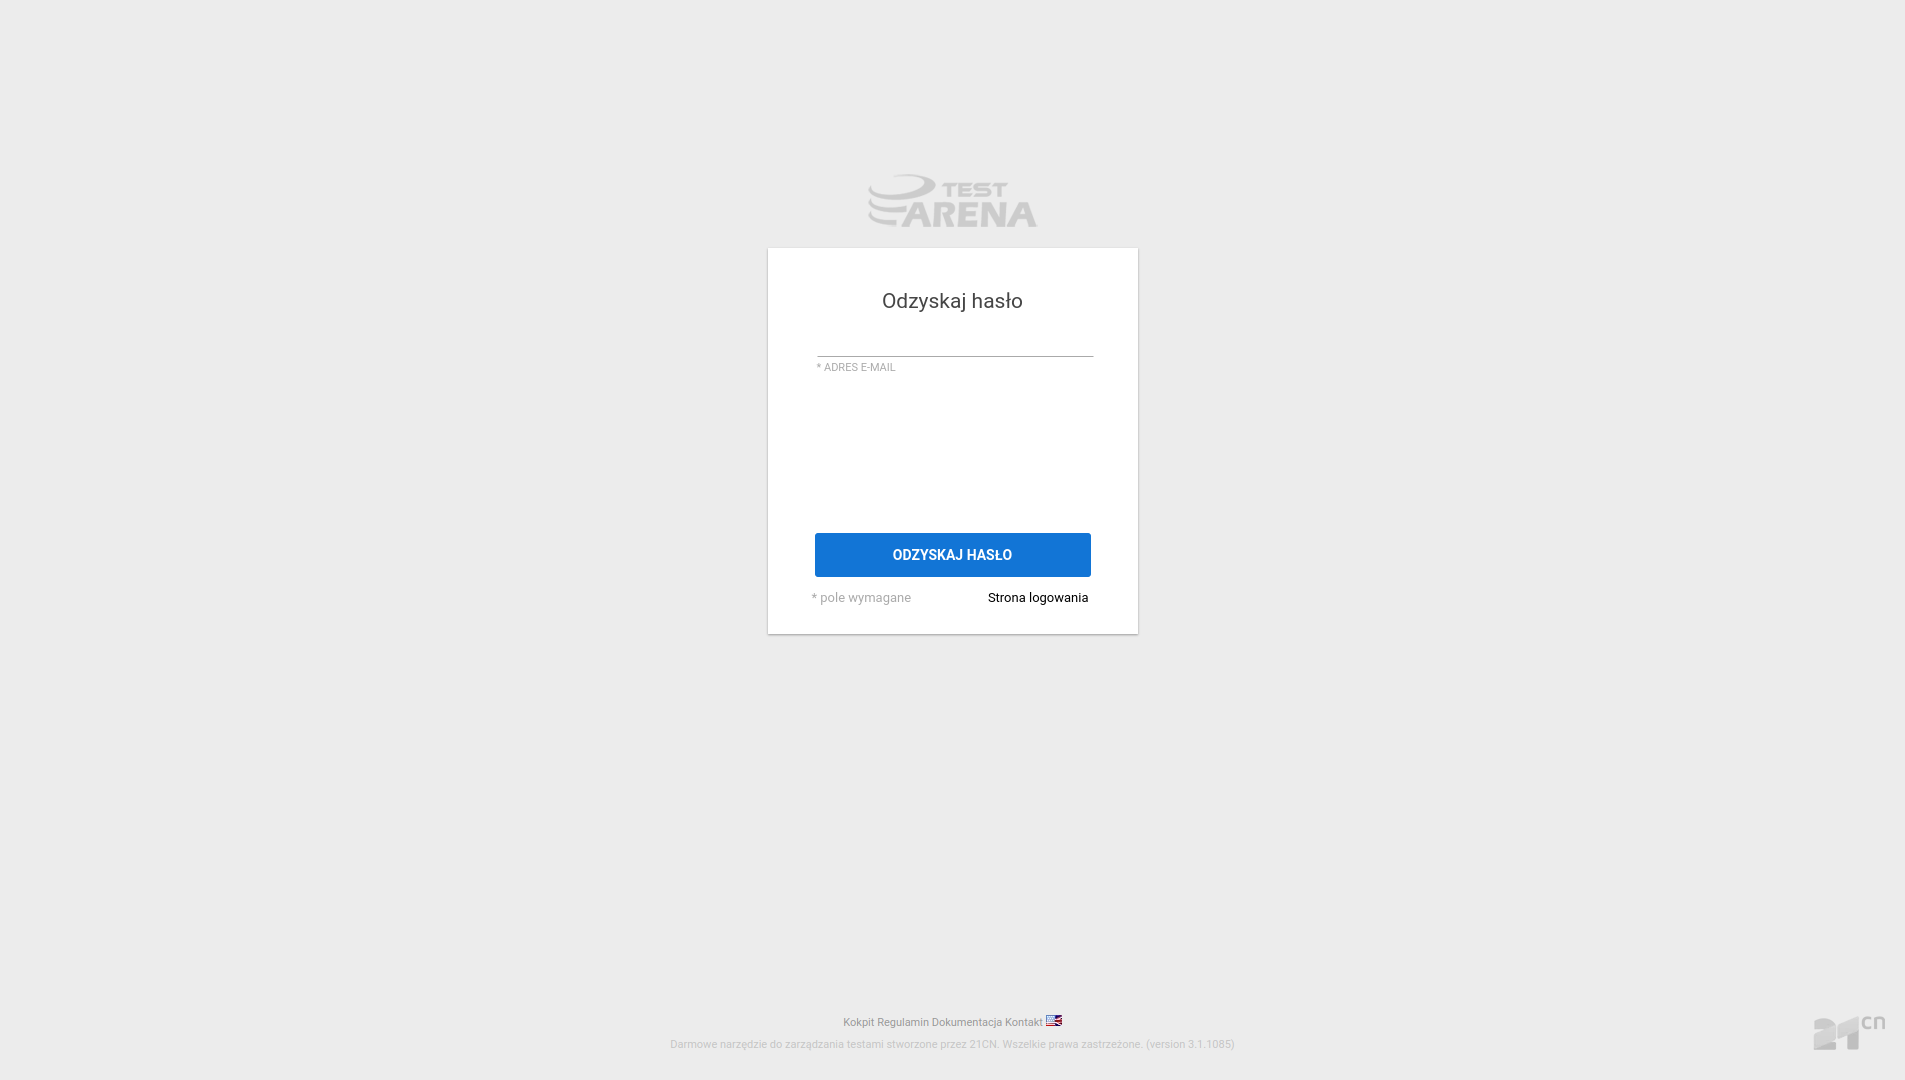 TEST
ARENA
Odzyskaj hasło
* ADRES E-MAIL
ODZYSKAJ HASŁO
* pole wymagane Strona logowania
Kokpit Regulamin Dokumentacja Kontakt
21cn
Darmowe narzędzie do zarządzania testami stworzone przez 21CN. Wszelkie prawa zastrzeżone. (version 3.1.1085)